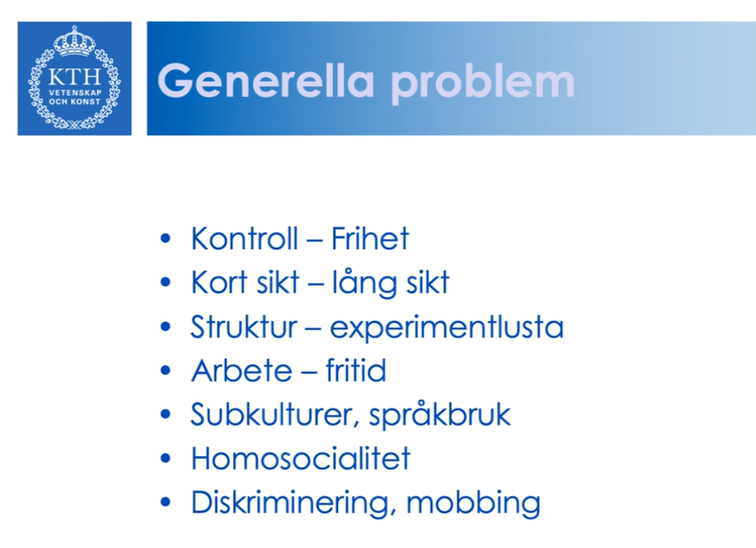 KTH
VETENSKAP
OCH KONST
Generella problem
• Kontroll – Frihet
• Kort sikt – lång sikt
• Struktur – experimentlusta
• Arbete – fritid
• Subkulturer, språkbruk
• Homosocialitet
• Diskriminering, mobbing